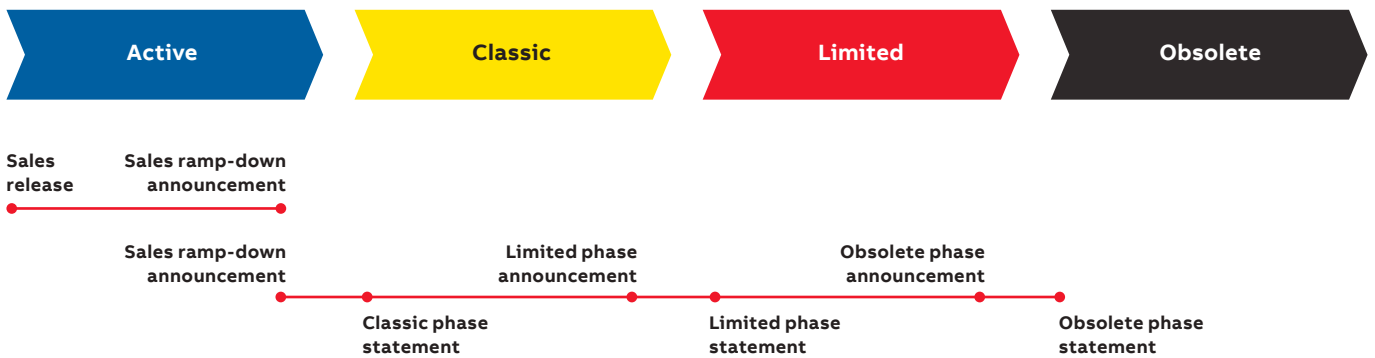 Active
Classic
Limited
Obsolete
Sales
release
Sales ramp-down
announcement
Sales ramp-down
announcement
Limited phase
announcement
Obsolete phase
announcement
Classic phase
statement
Limited phase
statement
Obsolete phase
statement